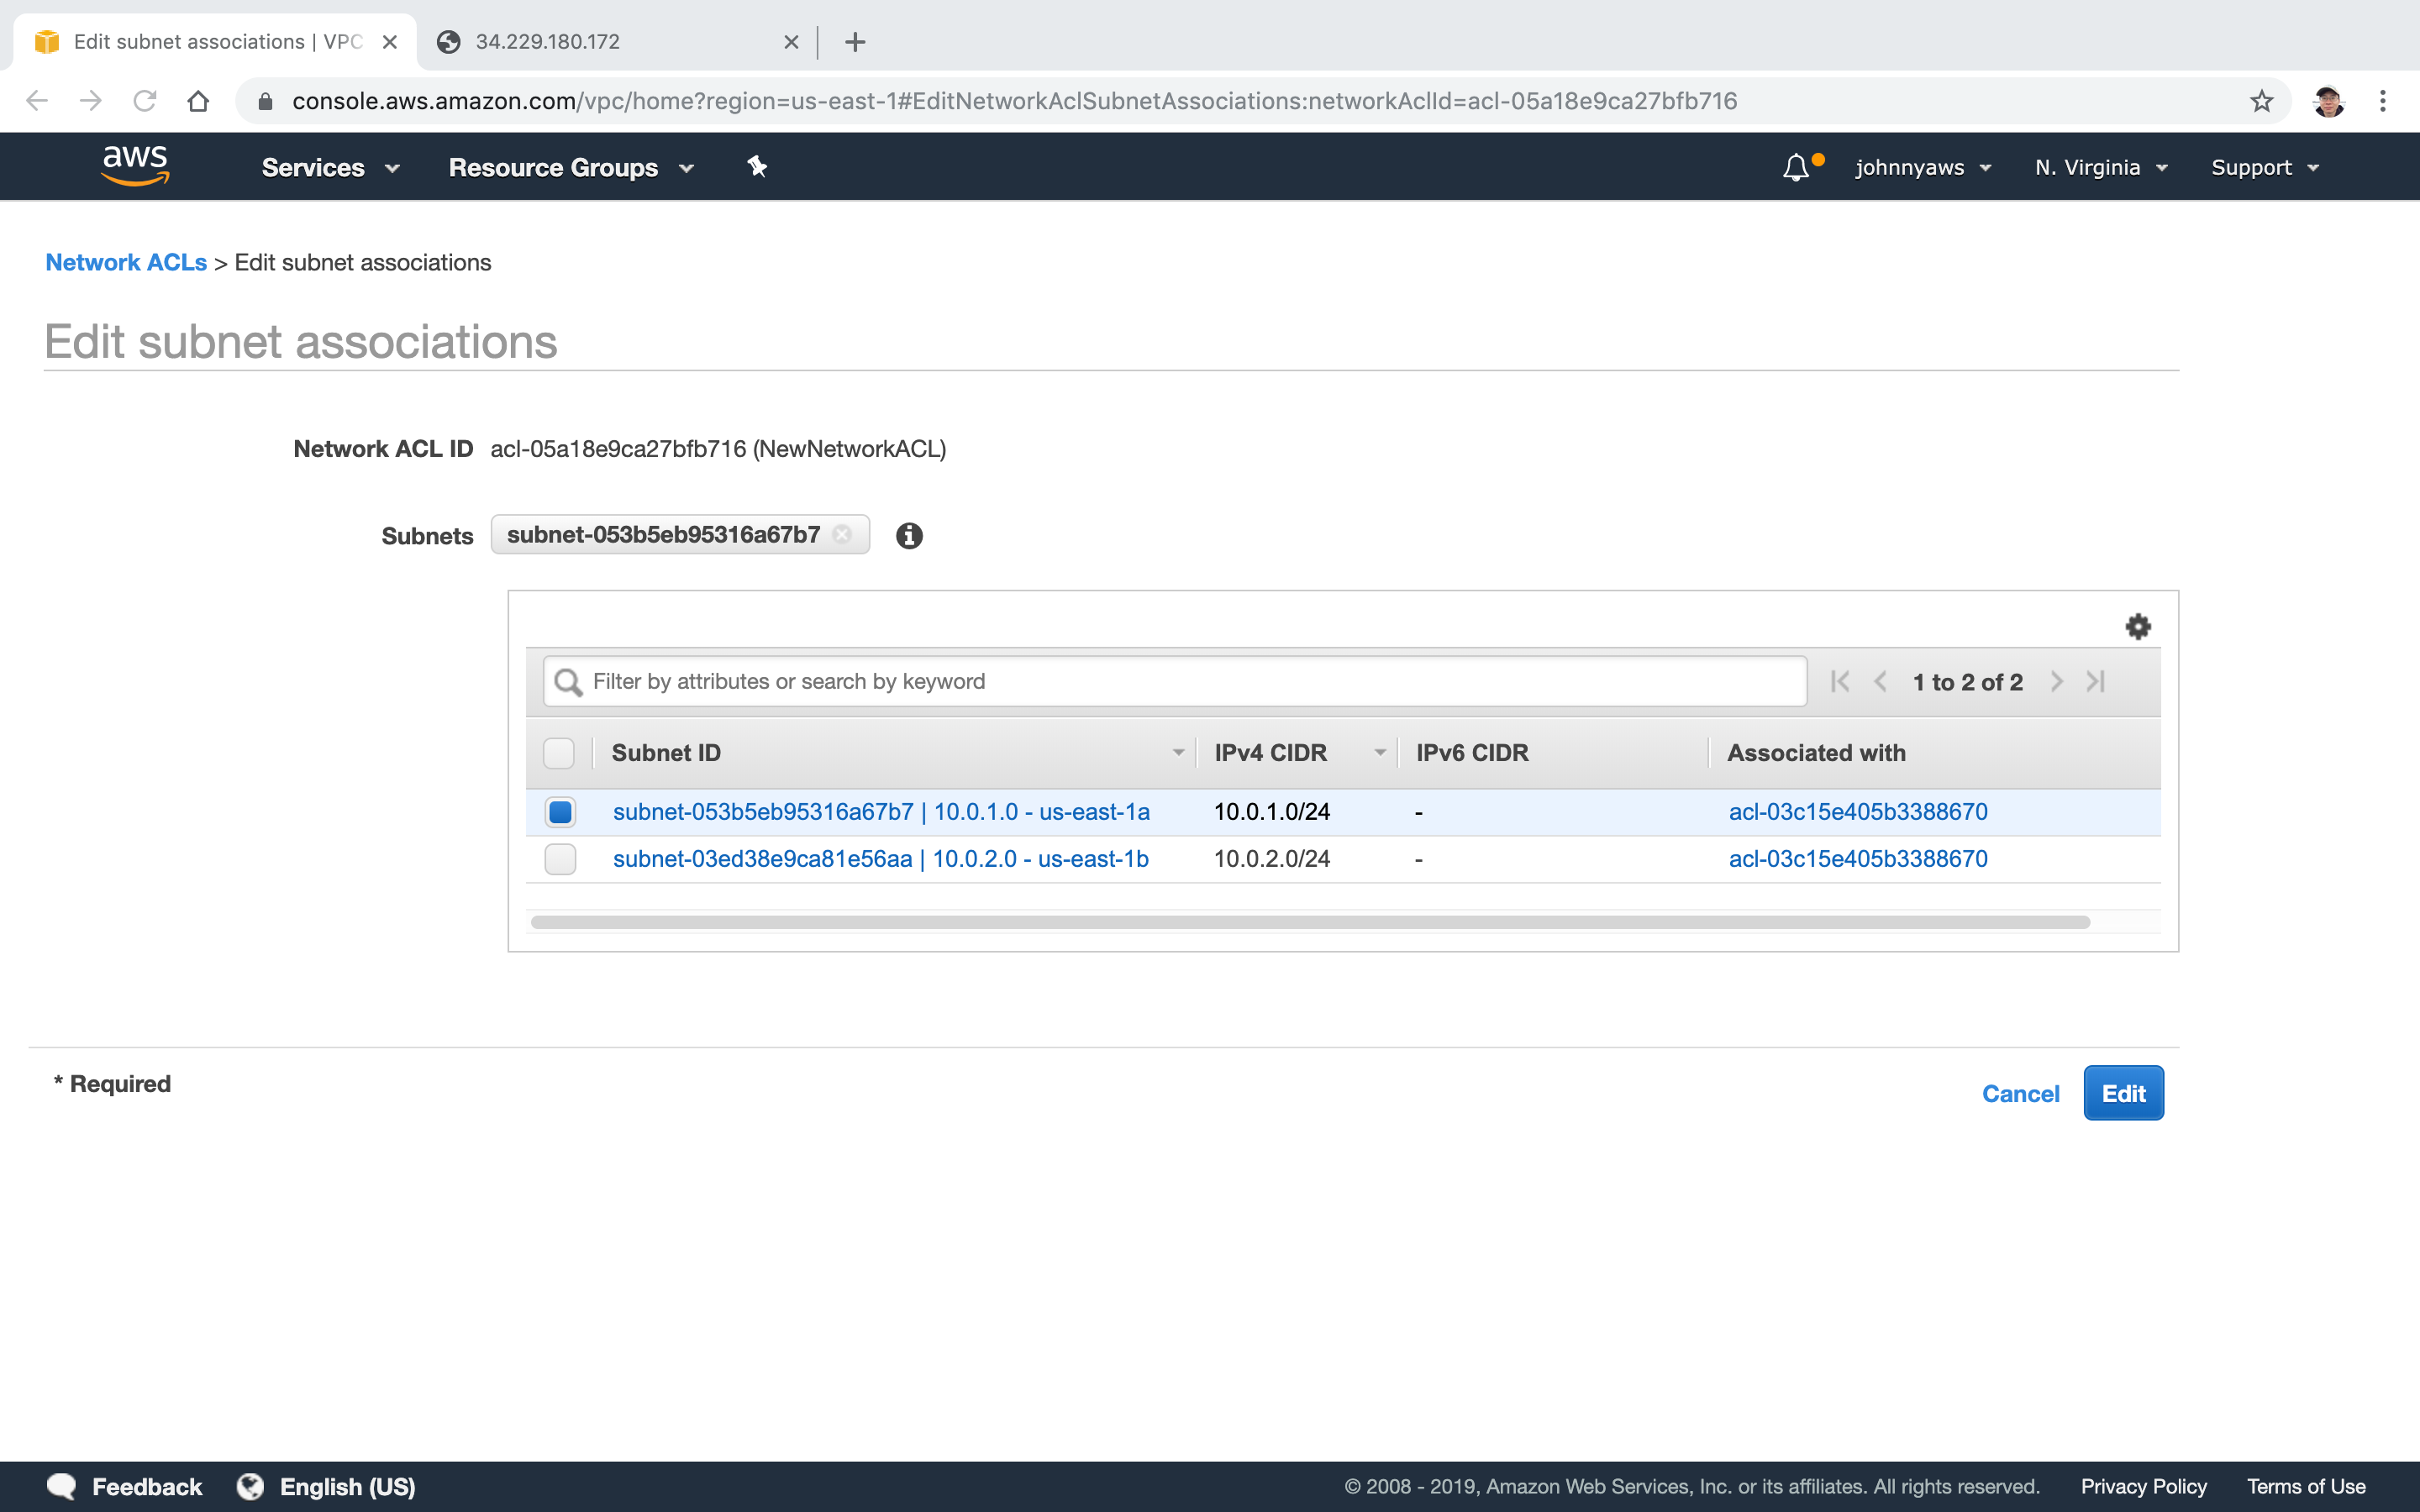 Edit subnet associations | VPC
34.229.180.172
console.aws.amazon.com/vpc/home?region=us-east-1#EditNetworkAclSubnetAssociations:networkAclId=acl-05a18e9ca27bfb716
aws Services Resource Groups johnnyaws N. Virginia Support
Network ACLs > Edit subnet associations
Edit subnet associations
Network ACL ID acl-05a18e9ca27bfb716 (NewNetworkACL)
Subnets subnet-053b5eb95316a67b7
Filter by attributes or search by keyword 1 to 2 of 2
Subnet ID IPv4 CIDR IPv6 CIDR Associated with
subnet-053b5eb95316a67b7 | 10.0.1.0 - us-east-1a 10.0.1.0/24 - acl-03c15e405b3388670
subnet-03ed38e9ca81e56aa | 10.0.2.0 - us-east-1b 10.0.2.0/24 - acl-03c15e405b3388670
* Required Cancel Edit
Feedback English (US) © 2008 - 2019, Amazon Web Services, Inc. or its affiliates. All rights reserved. Privacy Policy Terms of Use